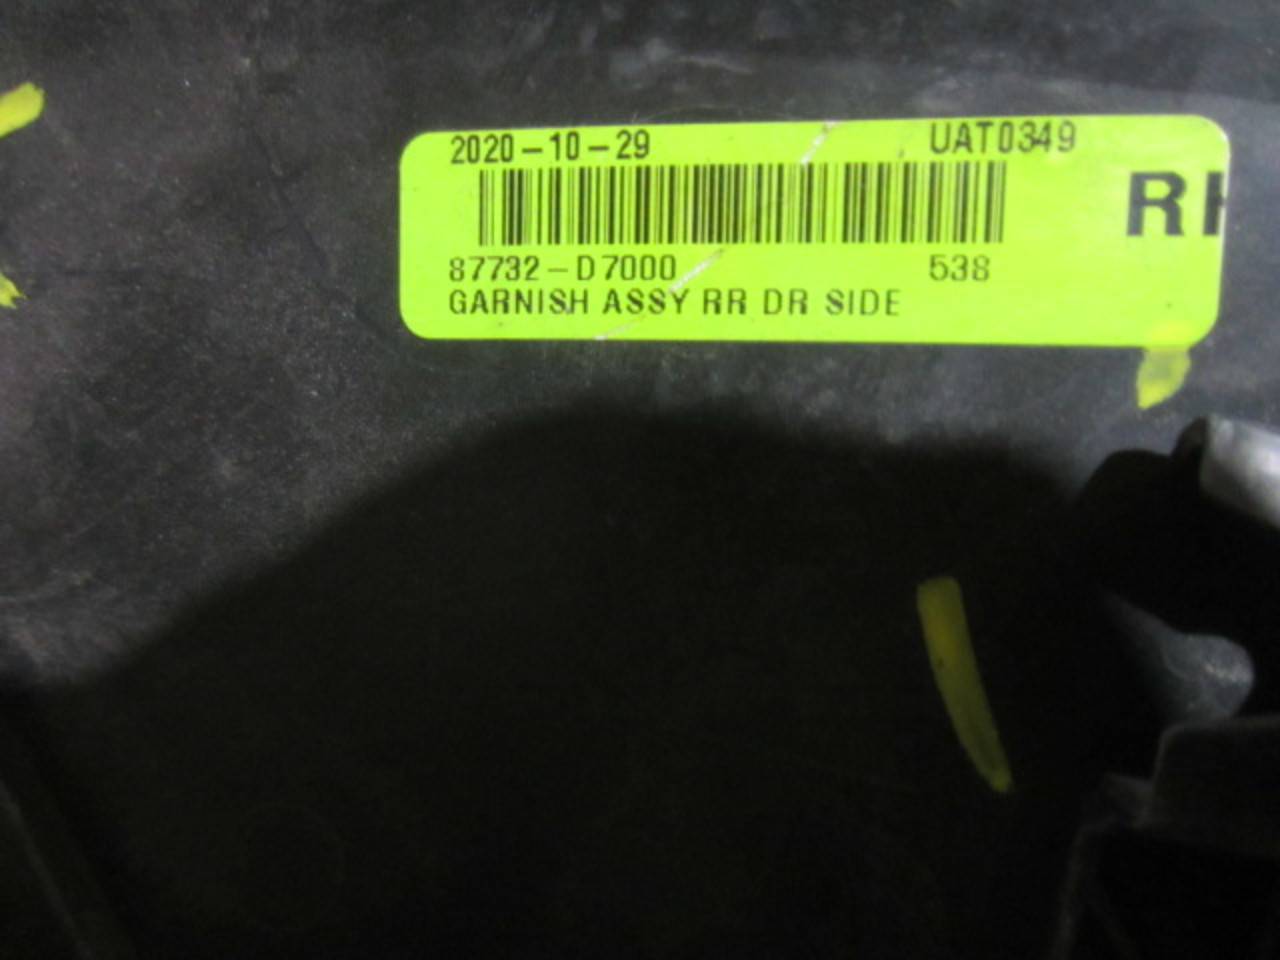 2020-10-29 UAT0349
RH
87732-D7000 538
GARNISH ASSY RR DR SIDE